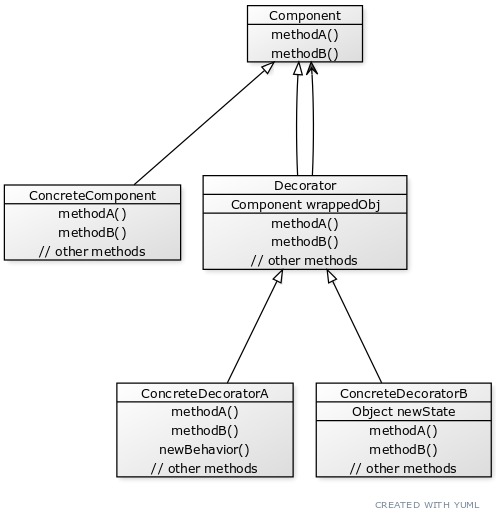 Component
methodA()
methodB()
ConcreteComponent
methodA()
methodB()
// other methods
Decorator
Component wrappedObj
methodA()
methodB()
// other methods
ConcreteDecoratorA
methodA()
methodB()
newBehavior()
// other methods
ConcreteDecoratorB
Object newState
methodA()
methodB()
// other methods
CREATED WITH YUML